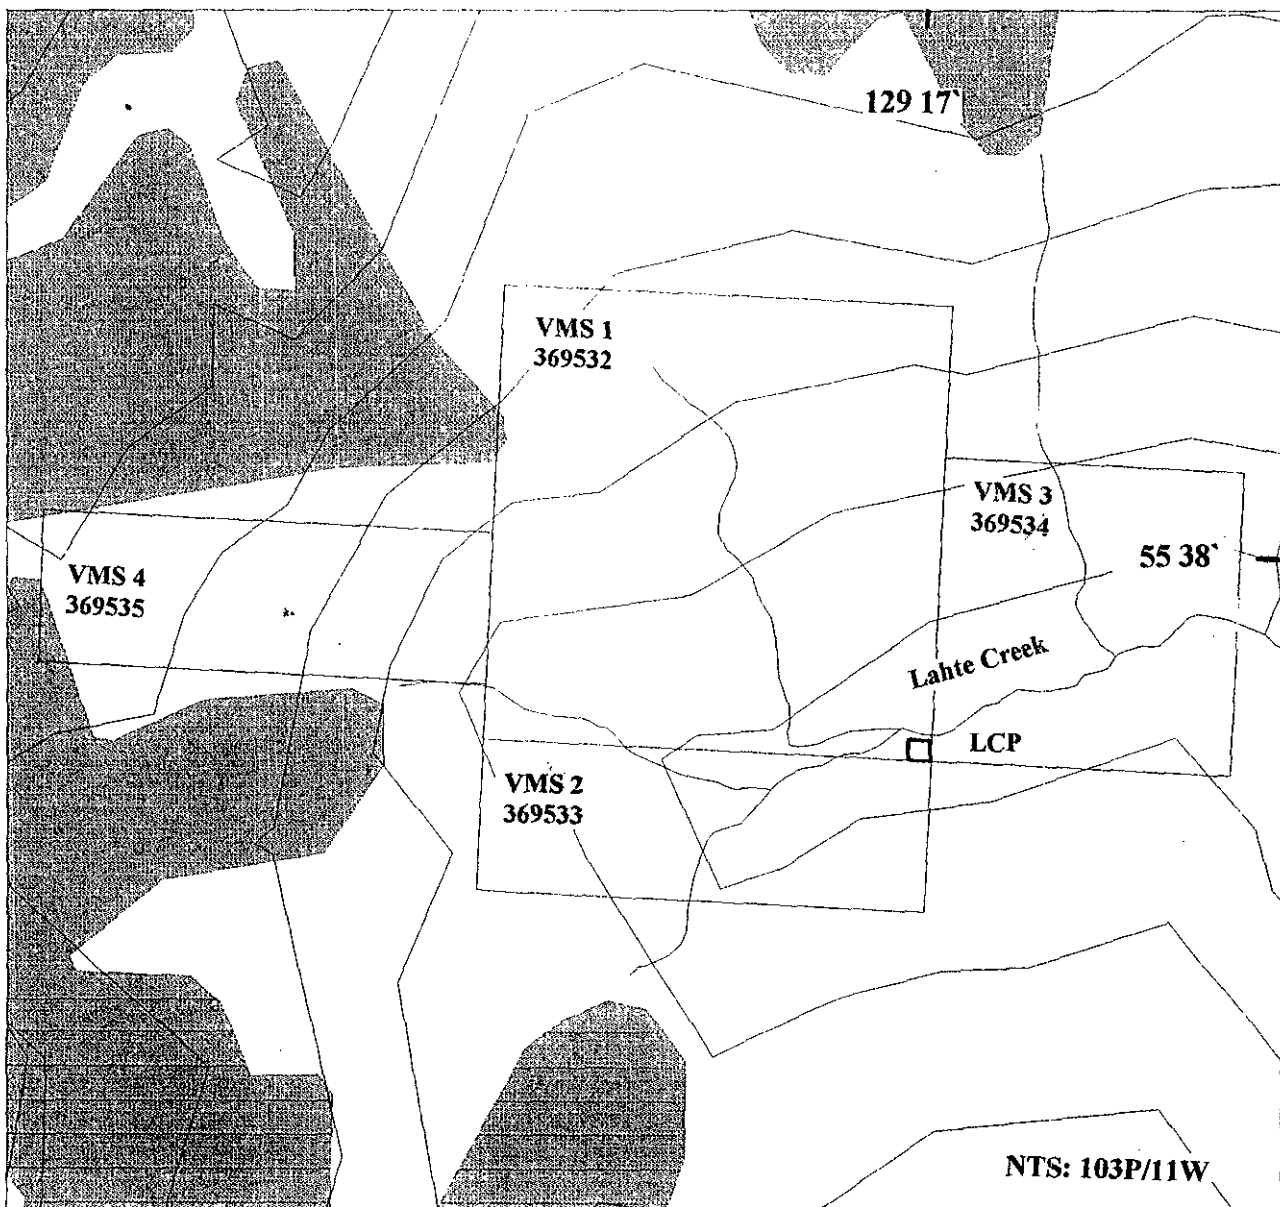 129 17`
VMS 1
369532
VMS 3
369534
55 38`
VMS 4
369535
Lahte Creek
LCP
VMS 2
369533
NTS: 103P/11W